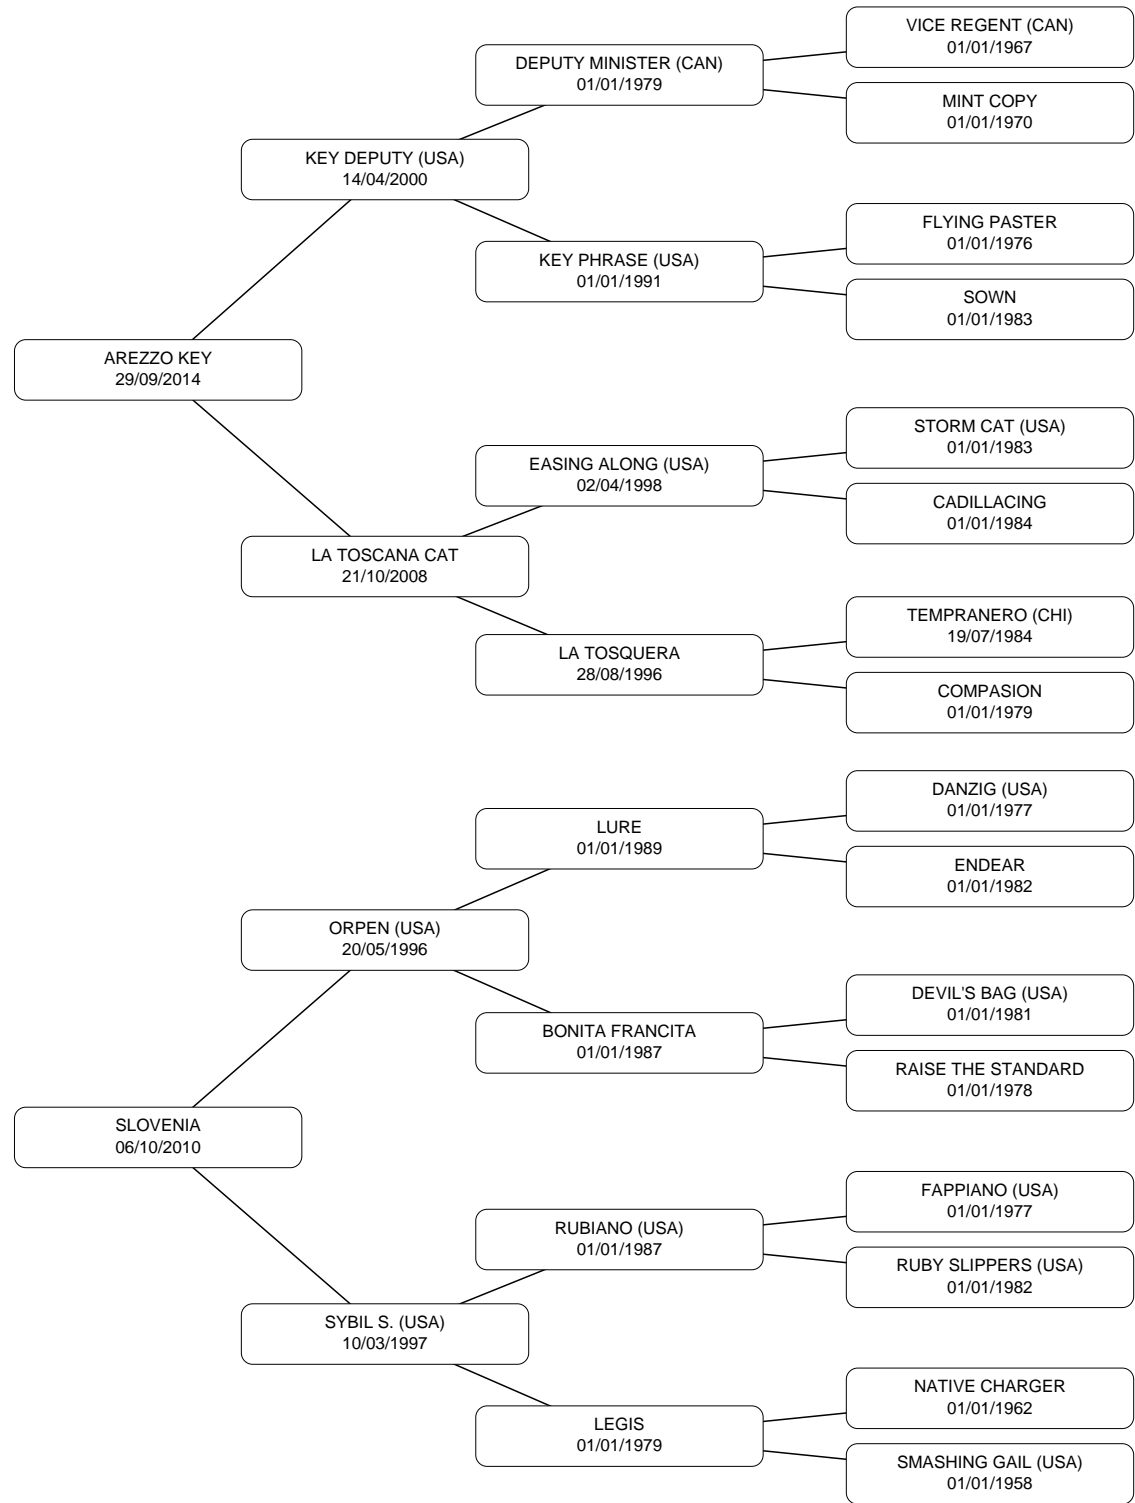 VICE REGENT (CAN)
01/01/1967
DEPUTY MINISTER (CAN)
01/01/1979
MINT COPY
01/01/1970
KEY DEPUTY (USA)
14/04/2000
FLYING PASTER
01/01/1976
KEY PHRASE (USA)
01/01/1991
SOWN
01/01/1983
AREZZO KEY
29/09/2014
STORM CAT (USA)
01/01/1983
EASING ALONG (USA)
02/04/1998
CADILLACING
01/01/1984
LA TOSCANA CAT
21/10/2008
TEMPRANERO (CHI)
19/07/1984
LA TOSQUERA
28/08/1996
COMPASION
01/01/1979
DANZIG (USA)
01/01/1977
LURE
01/01/1989
ENDEAR
01/01/1982
ORPEN (USA)
20/05/1996
DEVIL'S BAG (USA)
01/01/1981
BONITA FRANCITA
01/01/1987
RAISE THE STANDARD
01/01/1978
SLOVENIA
06/10/2010
FAPPIANO (USA)
01/01/1977
RUBIANO (USA)
01/01/1987
RUBY SLIPPERS (USA)
01/01/1982
SYBIL S. (USA)
10/03/1997
NATIVE CHARGER
01/01/1962
LEGIS
01/01/1979
SMASHING GAIL (USA)
01/01/1958